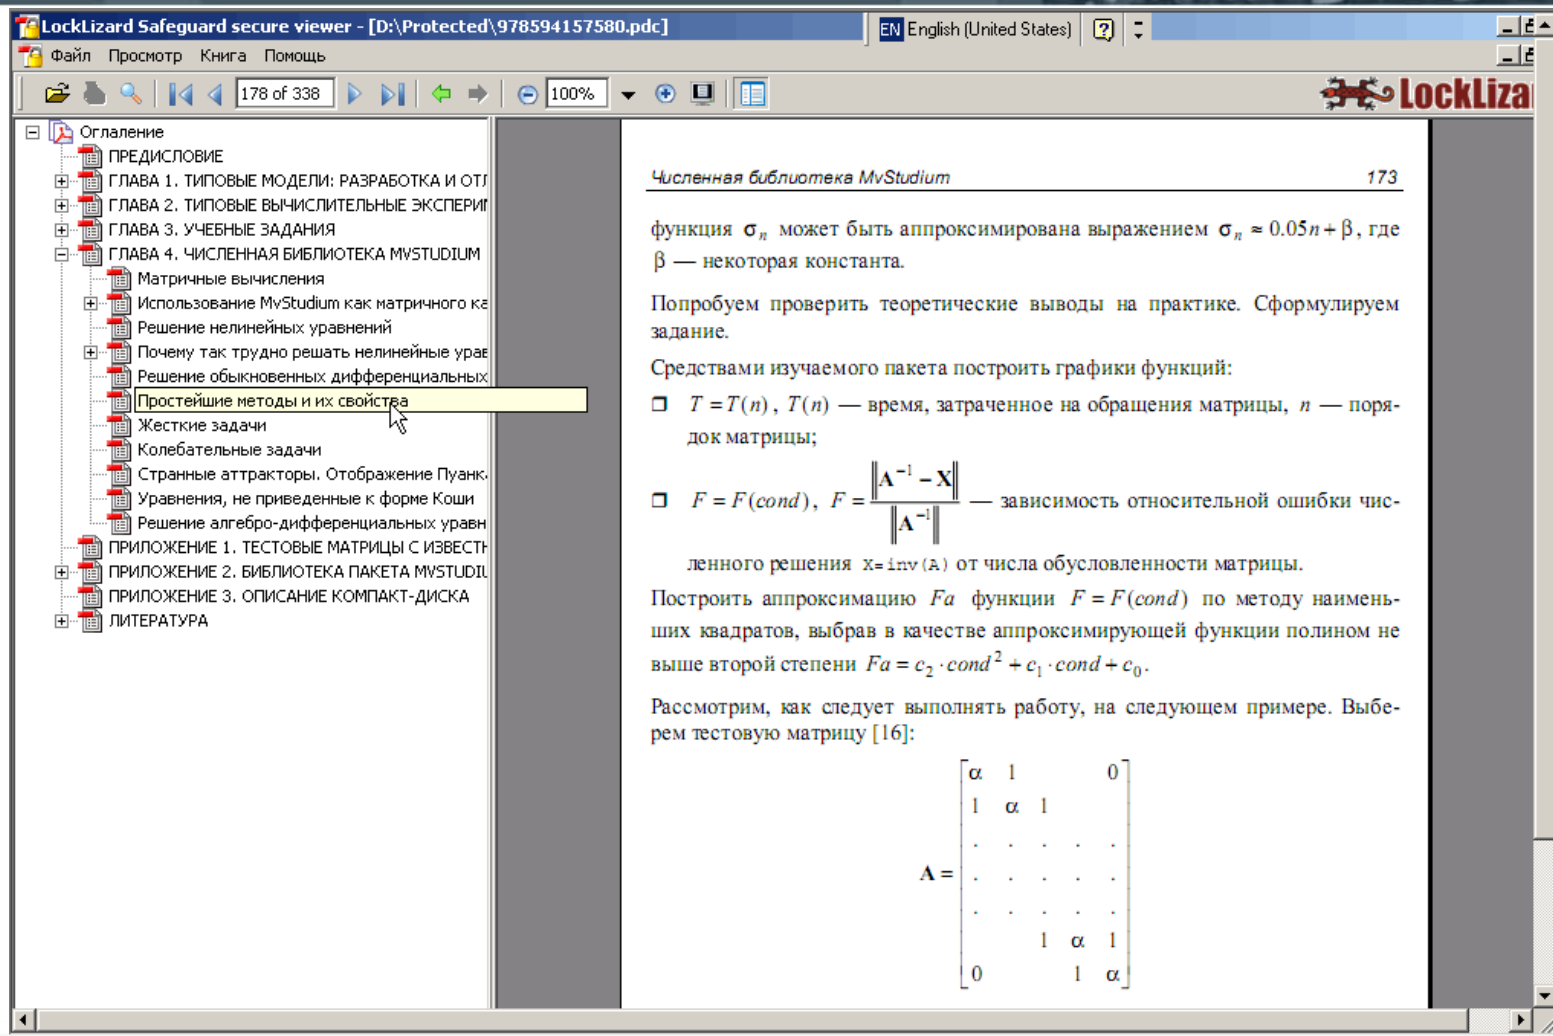 LockLizard Safeguard secure viewer - [D:\Protected\978594157580.pdc]
EN English (United States)
Файл Просмотр Книга Помощь
178 of 338
100%
LockLiza
Оглаление
ПРЕДИСЛОВИЕ
ГЛАВА 1. ТИПОВЫЕ МОДЕЛИ: РАЗРАБОТКА И ОТЛ
ГЛАВА 2. ТИПОВЫЕ ВЫЧИСЛИТЕЛЬНЫЕ ЭКСПЕРИМ
ГЛАВА 3. УЧЕБНЫЕ ЗАДАНИЯ
ГЛАВА 4. ЧИСЛЕННАЯ БИБЛИОТЕКА MVSTUDIUM
Матричные вычисления
Использование MvStudium как матричного ка
Решение нелинейных уравнений
Почему так трудно решать нелинейные урав
Решение обыкновенных дифференциальных
Простейшие методы и их свойства
Жесткие задачи
Колебательные задачи
Странные аттракторы. Отображение Пуанка
Уравнения, не приведенные к форме Коши
Решение алгебро-дифференциальных уравн
ПРИЛОЖЕНИЕ 1. ТЕСТОВЫЕ МАТРИЦЫ С ИЗВЕСТН
ПРИЛОЖЕНИЕ 2. БИБЛИОТЕКА ПАКЕТА MVSTUDIU
ПРИЛОЖЕНИЕ 3. ОПИСАНИЕ КОМПАКТ-ДИСКА
ЛИТЕРАТУРА
Численная библиотека MvStudium 173
функция σₙ может быть аппроксимирована выражением σₙ ≈ 0.05n + β, где
β — некоторая константа.
Попробуем проверить теоретические выводы на практике. Сформулируем
задание.
Средствами изучаемого пакета построить графики функций:
❒ T = T(n), T(n) — время, затраченное на обращения матрицы, n — поря-
док матрицы;
❒ F = F(cond), F = ‖A⁻¹ − X‖ / ‖A⁻¹‖ — зависимость относительной ошибки чис-
ленного решения X=inv(A) от числа обусловленности матрицы.
Построить аппроксимацию Fa функции F = F(cond) по методу наимень-
ших квадратов, выбрав в качестве аппроксимирующей функции полином не
выше второй степени Fa = c₂ · cond² + c₁ · cond + c₀.
Рассмотрим, как следует выполнять работу, на следующем примере. Выбе-
рем тестовую матрицу [16]:
α 1 0
1 α 1
. . . . .
A = . . . . .
. . . . .
1 α 1
0 1 α